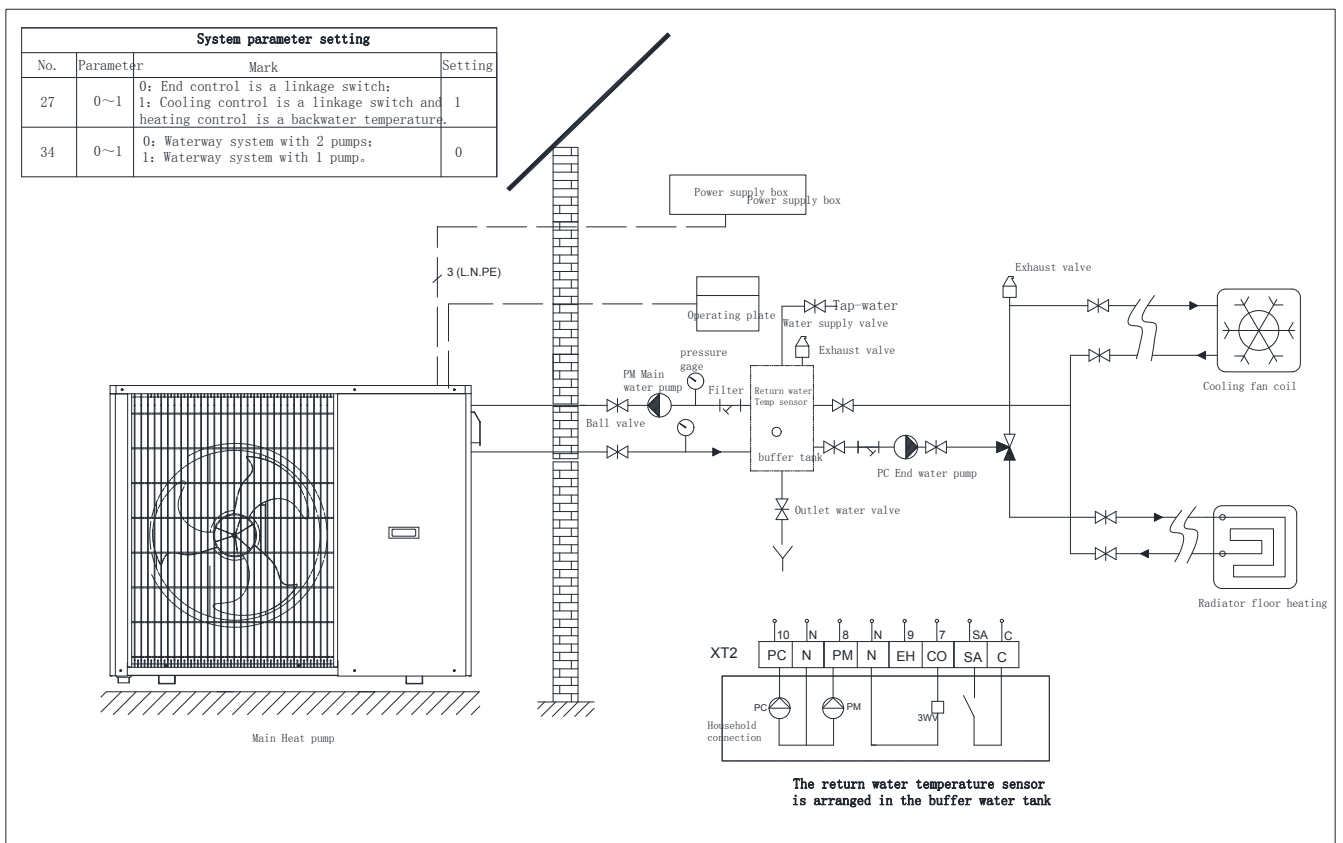 System parameter setting
No. Parameter Mark Setting
27 0～1 0: End control is a linkage switch;
1: Cooling control is a linkage switch and
heating control is a backwater temperature. 1
34 0～1 0: Waterway system with 2 pumps;
1: Waterway system with 1 pump。 0
Power supply box
Power supply box
3 (L.N.PE)
Operating plate
Tap-water
Water supply valve
Exhaust valve
Exhaust valve
pressure
gage
PM Main
water pump
Filter
Ball valve
Return water
Temp sensor
buffer tank
PC End water pump
Outlet water valve
Cooling fan coil
Radiator floor heating
Main Heat pump
10 N 8 N 9 7 SA C
XT2 PC N PM N EH CO SA C
PC PM 3WV
Household
connection
The return water temperature sensor
is arranged in the buffer water tank